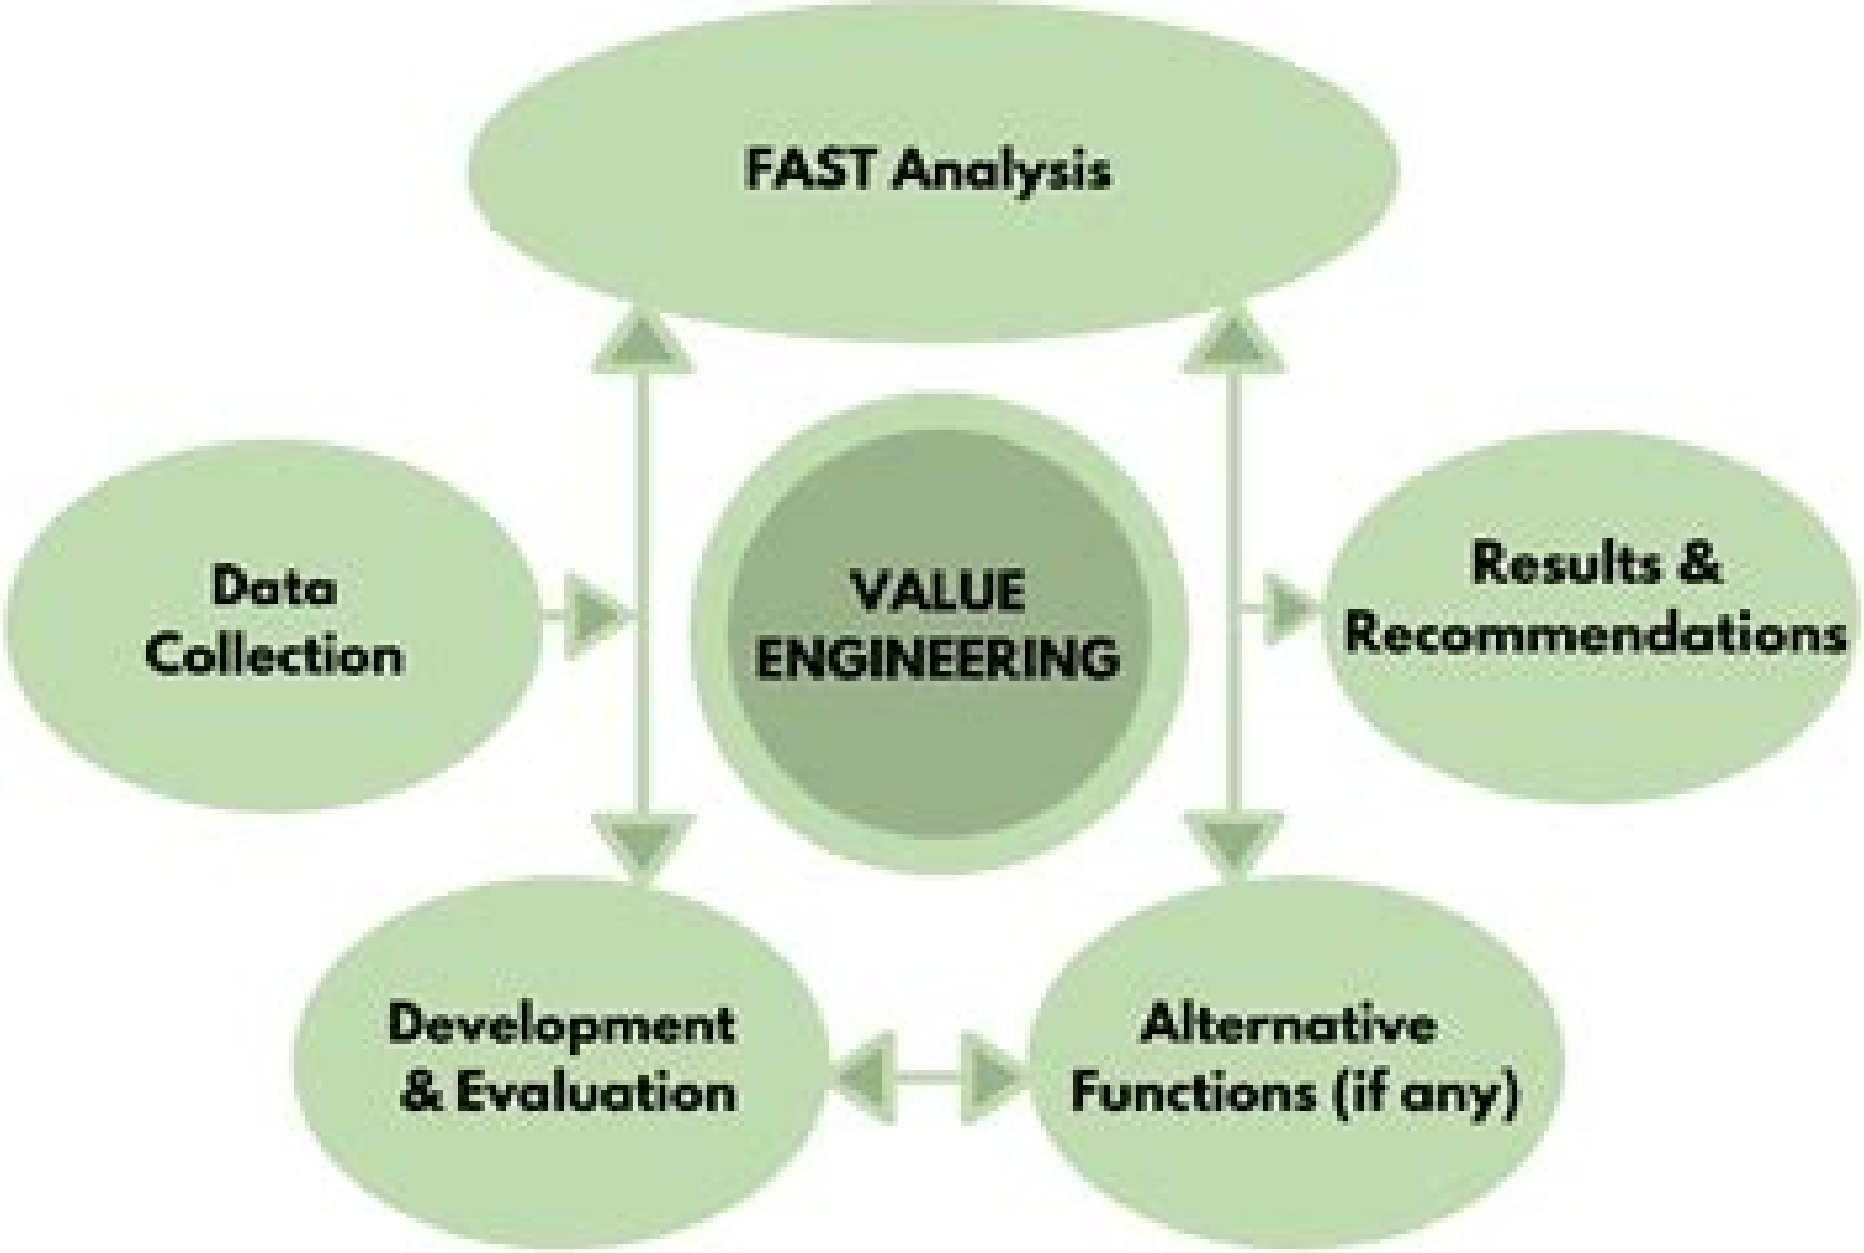 FAST Analysis
Data
Collection
VALUE
ENGINEERING
Results &
Recommendations
Development
& Evaluation
Alternative
Functions (if any)